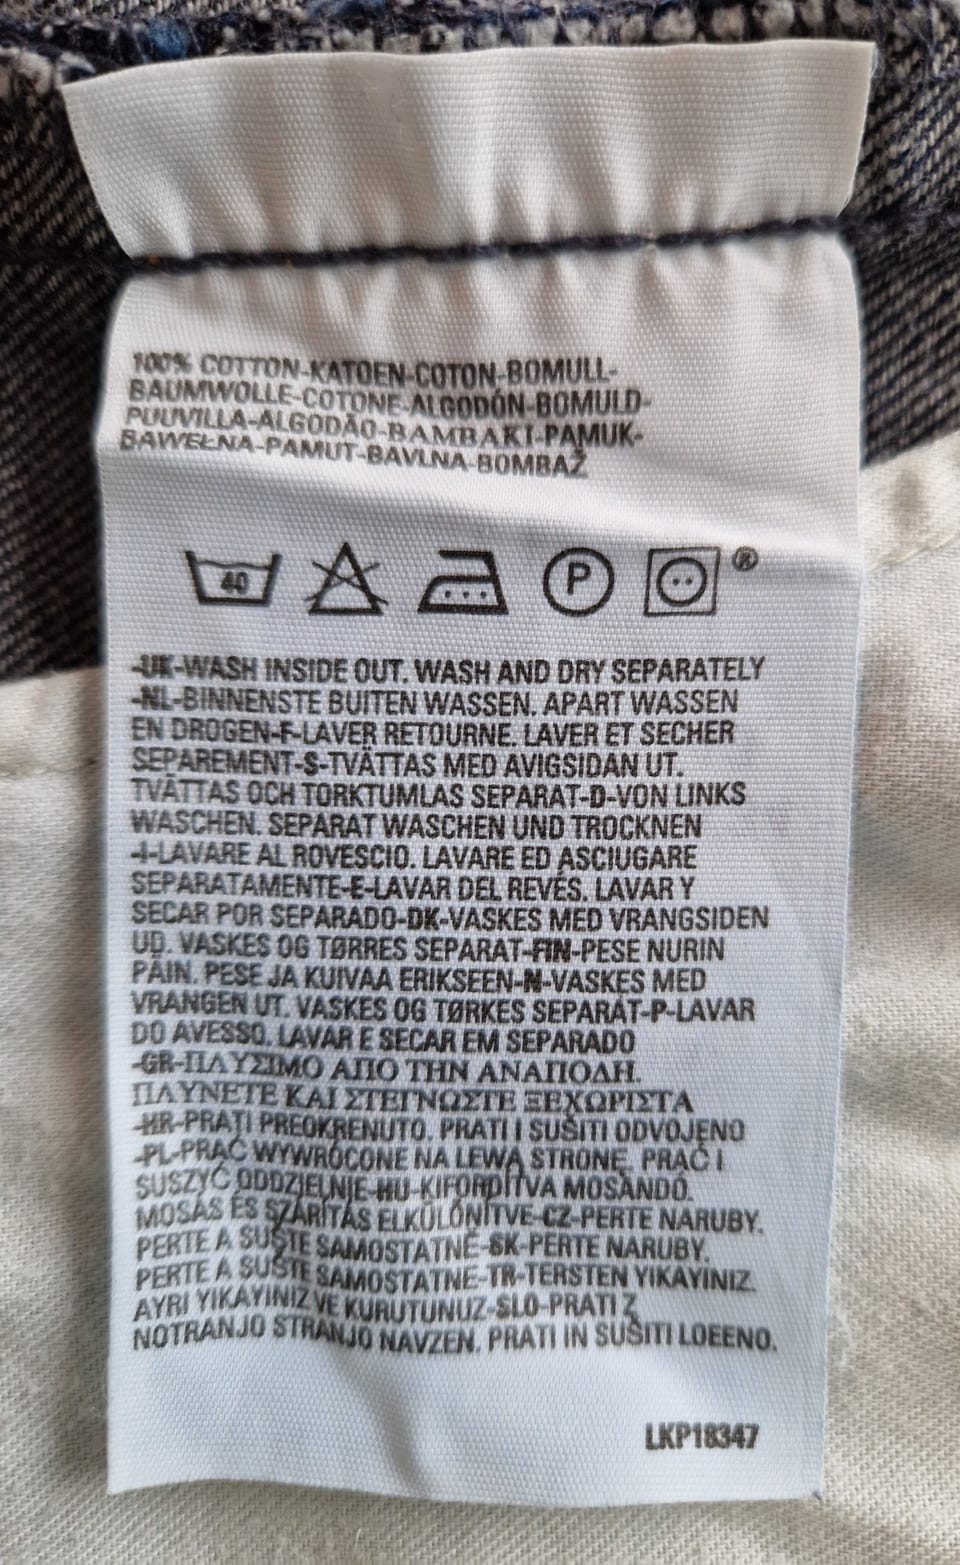 100% COTTON-KATOEN-COTON-BOMULL-
BAUMWOLLE-COTONE-ALGODÓN-BOMULD-
PUUVILLA-ALGODÃO-BAMBAKI-PAMUK-
BAWEŁNA-PAMUT-BAVLNA-BOMBAŽ
40 P ®
-UK-WASH INSIDE OUT. WASH AND DRY SEPARATELY
-NL-BINNENSTE BUITEN WASSEN. APART WASSEN
EN DROGEN-F-LAVER RETOURNE. LAVER ET SECHER
SEPAREMENT-S-TVÄTTAS MED AVIGSIDAN UT.
TVÄTTAS OCH TORKTUMLAS SEPARAT-D-VON LINKS
WASCHEN. SEPARAT WASCHEN UND TROCKNEN
-I-LAVARE AL ROVESCIO. LAVARE ED ASCIUGARE
SEPARATAMENTE-E-LAVAR DEL REVÉS. LAVAR Y
SECAR POR SEPARADO-DK-VASKES MED VRANGSIDEN
UD. VASKES OG TØRRES SEPARAT-FIN-PESE NURIN
PÄIN. PESE JA KUIVAA ERIKSEEN-N-VASKES MED
VRANGEN UT. VASKES OG TØRKES SEPARAT-P-LAVAR
DO AVESSO. LAVAR E SECAR EM SEPARADO
-GR-ΠΛΥΣΙΜΟ ΑΠΟ ΤΗΝ ΑΝΑΠΟΔΗ.
ΠΛΥΝΕΤΕ ΚΑΙ ΣΤΕΓΝΩΣΤΕ ΞΕΧΩΡΙΣΤΑ
-HR-PRATI PREOKRENUTO. PRATI I SUŠITI ODVOJENO
-PL-PRAĆ WYWRÓCONE NA LEWĄ STRONĘ. PRAĆ I
SUSZYĆ ODDZIELNIE-HU-KIFORDÍTVA MOSANDÓ.
MOSÁS ÉS SZÁRÍTÁS ELKÜLÖNÍTVE-CZ-PERTE NARUBY.
PERTE A SUŠTE SAMOSTATNĚ-SK-PERTE NARUBY.
PERTE A SUŠTE SAMOSTATNE-TR-TERSTEN YIKAYINIZ.
AYRI YIKAYINIZ VE KURUTUNUZ-SLO-PRATI Z
NOTRANJO STRANJO NAVZEN. PRATI IN SUŠITI LOEENO.
LKP18347